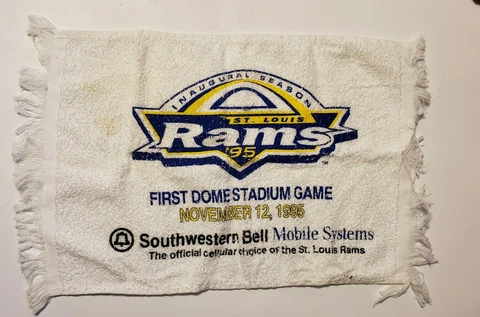 INAUGURAL SEASON
ST. LOUIS
Rams
'95
TM
FIRST DOME STADIUM GAME
NOVEMBER 12, 1995
Southwestern Bell Mobile Systems
The official cellular choice of the St. Louis Rams